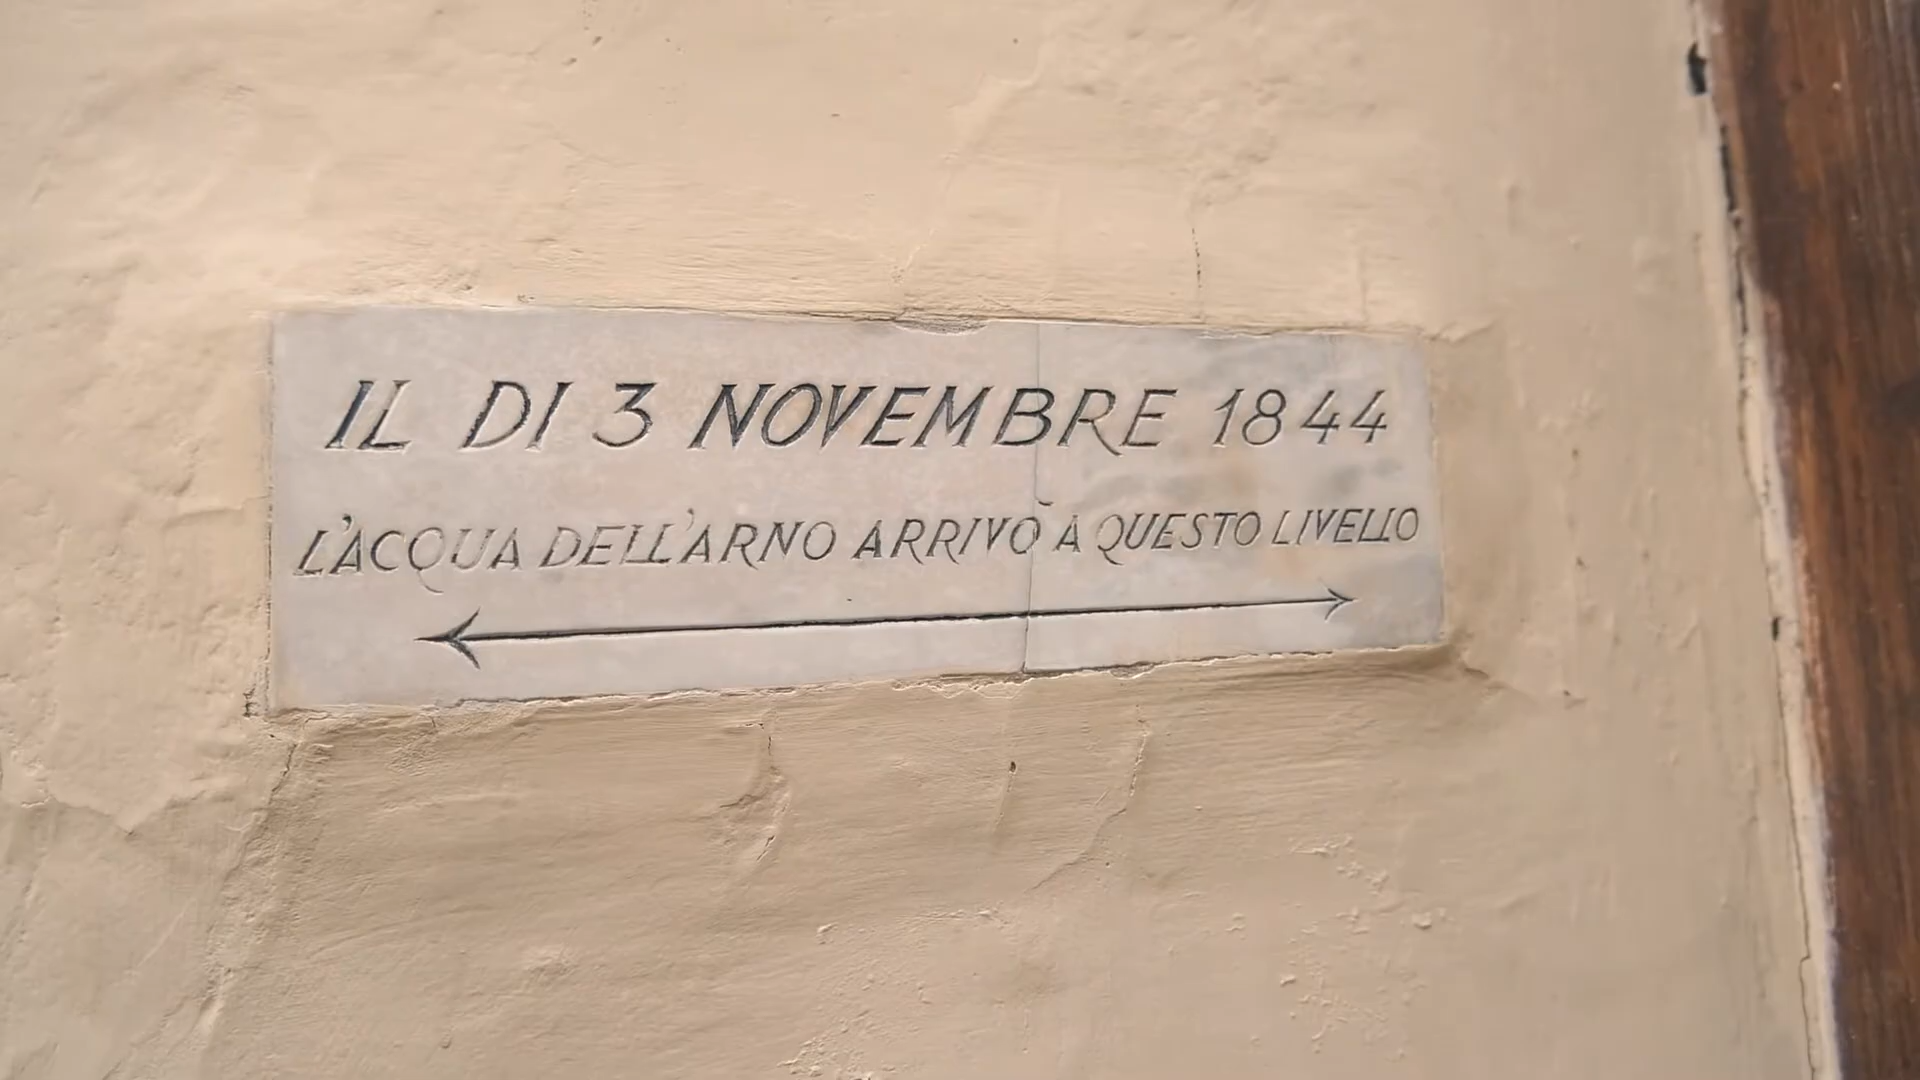 IL DI 3 NOVEMBRE 1844
L'ACQUA DELL'ARNO ARRIVÒ A QUESTO LIVELLO